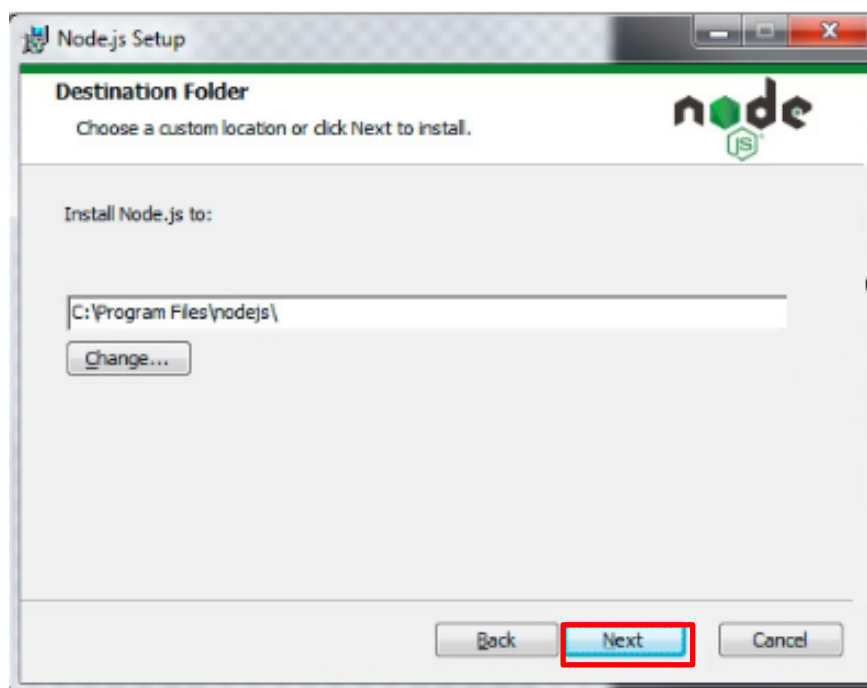 Node.js Setup
Destination Folder
Choose a custom location or click Next to install.
node
JS
Install Node.js to:
C:\Program Files\nodejs\
Change...
Back
Next
Cancel